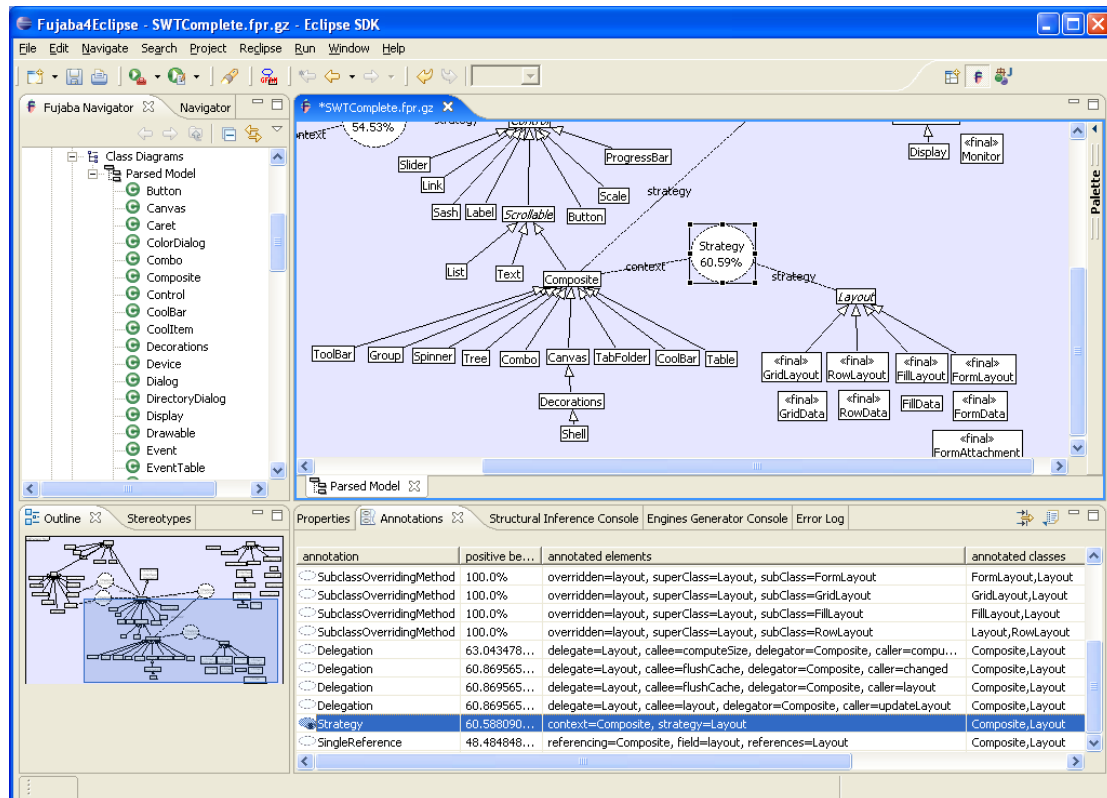 Fujaba4Eclipse - SWTComplete.fpr.gz - Eclipse SDK
File Edit Navigate Search Project Reclipse Run Window Help
Fujaba Navigator Navigator
Class Diagrams
Parsed Model
Button
Canvas
Caret
ColorDialog
Combo
Composite
Control
CoolBar
CoolItem
Decorations
Device
Dialog
DirectoryDialog
Display
Drawable
Event
EventTable
*SWTComplete.fpr.gz
54.53%
strategy
Control
Slider
Link
Sash
Label
Scrollable
Button
Scale
ProgressBar
strategy
Display
«final»
Monitor
Palette
List
Text
Composite
context
Strategy
60.59%
strategy
Layout
ToolBar
Group
Spinner
Tree
Combo
Canvas
TabFolder
CoolBar
Table
Decorations
Shell
«final»
GridLayout
«final»
RowLayout
«final»
FillLayout
«final»
FormLayout
«final»
GridData
«final»
RowData
FillData
«final»
FormData
«final»
FormAttachment
Parsed Model
Outline Stereotypes
Properties Annotations Structural Inference Console Engines Generator Console Error Log
annotation positive be... annotated elements annotated classes
SubclassOverridingMethod 100.0% overridden=layout, superClass=Layout, subClass=FormLayout FormLayout,Layout
SubclassOverridingMethod 100.0% overridden=layout, superClass=Layout, subClass=GridLayout GridLayout,Layout
SubclassOverridingMethod 100.0% overridden=layout, superClass=Layout, subClass=FillLayout FillLayout,Layout
SubclassOverridingMethod 100.0% overridden=layout, superClass=Layout, subClass=RowLayout Layout,RowLayout
Delegation 63.043478... delegate=Layout, callee=computeSize, delegator=Composite, caller=compu... Composite,Layout
Delegation 60.869565... delegate=Layout, callee=flushCache, delegator=Composite, caller=changed Composite,Layout
Delegation 60.869565... delegate=Layout, callee=flushCache, delegator=Composite, caller=layout Composite,Layout
Delegation 60.869565... delegate=Layout, callee=layout, delegator=Composite, caller=updateLayout Composite,Layout
Strategy 60.588090... context=Composite, strategy=Layout Composite,Layout
SingleReference 48.484848... referencing=Composite, field=layout, references=Layout Composite,Layout